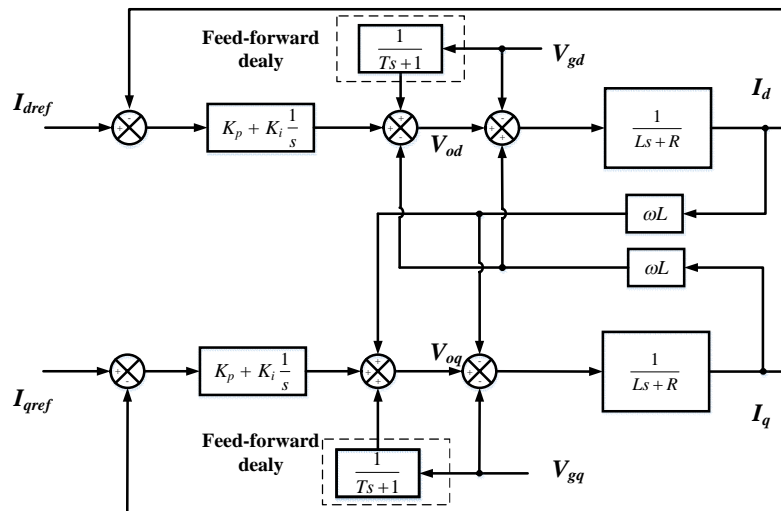 Feed-forward
dealy
1
Ts+1
V_gd
I_d
I_dref
K_p + K_i 1/s
V_od
1
Ls+R
ωL
ωL
I_qref
K_p + K_i 1/s
V_oq
1
Ls+R
I_q
Feed-forward
dealy
1
Ts+1
V_gq